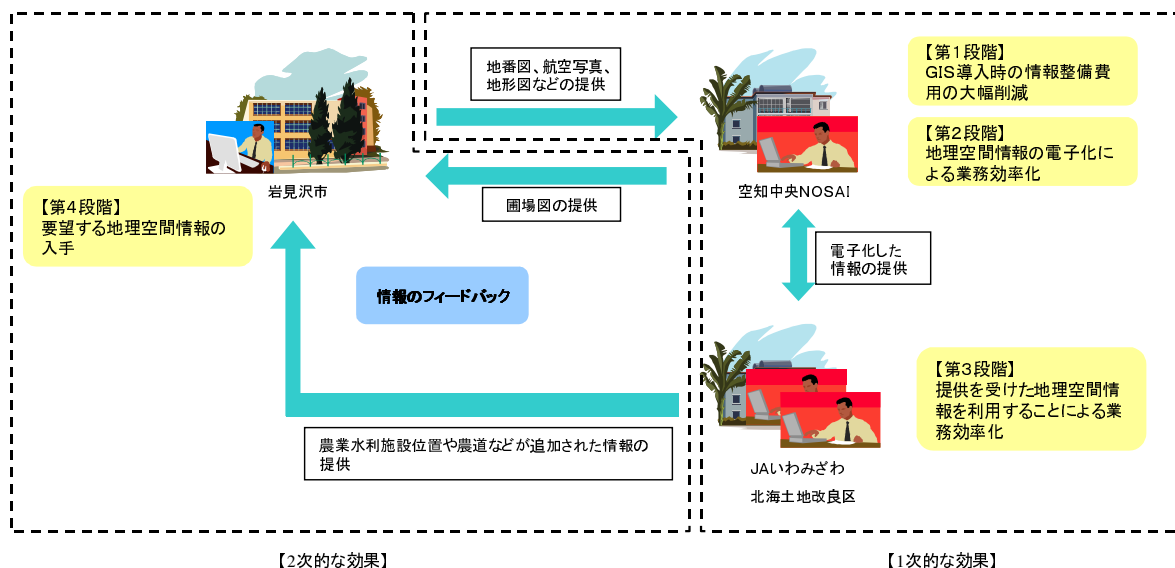 地番図、航空写真、
地形図などの提供
【第1段階】
GIS導入時の情報整備費
用の大幅削減
【第2段階】
地理空間情報の電子化に
よる業務効率化
岩見沢市
空知中央NOSAI
圃場図の提供
【第4段階】
要望する地理空間情報の
入手
電子化した
情報の提供
情報のフィードバック
【第3段階】
提供を受けた地理空間情
報を利用することによる業
務効率化
農業水利施設位置や農道などが追加された情報の
提供
JAいわみざわ
北海土地改良区
【2次的な効果】
【1次的な効果】